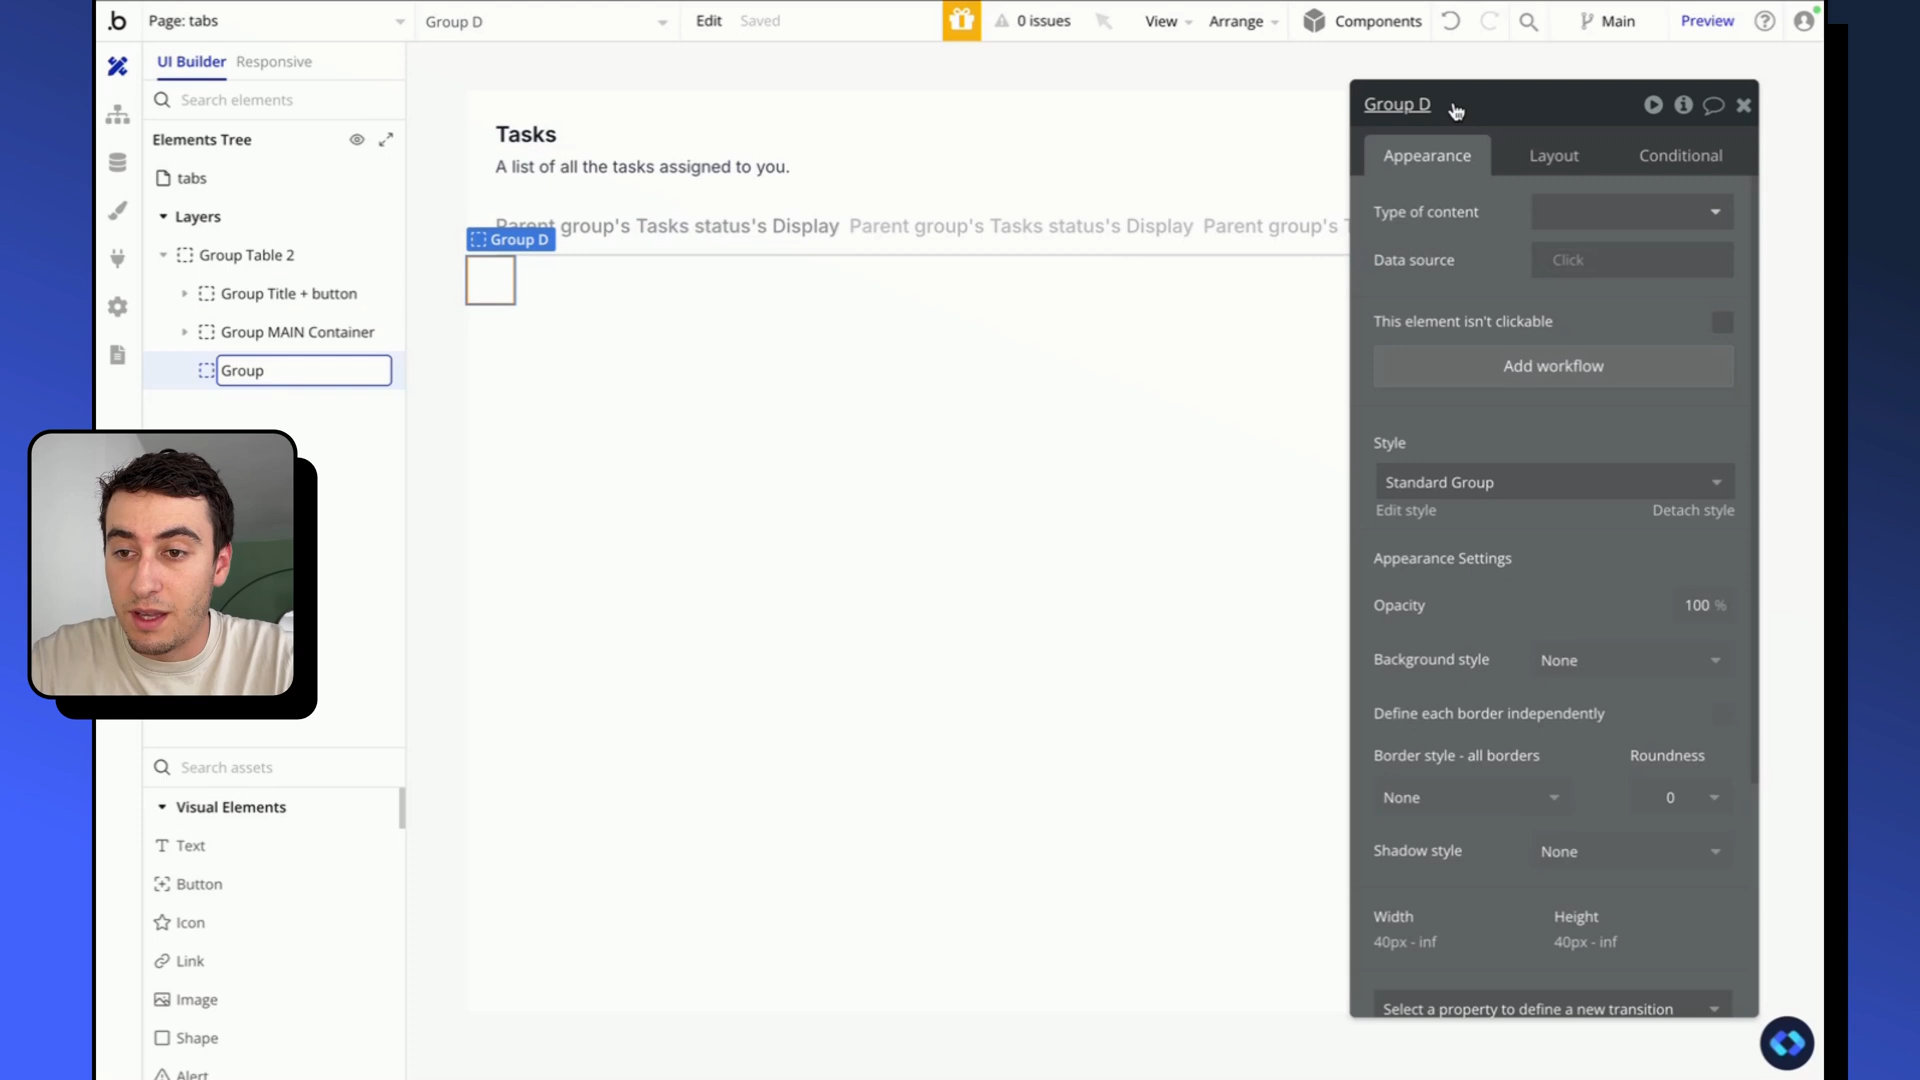 .b
Page: tabs
Group D
Edit
Saved
0 issues
View
Arrange
Components
Main
Preview
UI Builder
Responsive
Search elements
Elements Tree
tabs
Layers
Group Table 2
Group Title + button
Group MAIN Container
Group
Search assets
Visual Elements
Text
Button
Icon
Link
Image
Shape
Alert
Tasks
A list of all the tasks assigned to you.
Parent group's Tasks status's Display Parent group's Tasks status's Display Parent group's
Group D
Group D
Appearance
Layout
Conditional
Type of content
Data source
Click
This element isn't clickable
Add workflow
Style
Standard Group
Edit style
Detach style
Appearance Settings
Opacity
100 %
Background style
None
Define each border independently
Border style - all borders
Roundness
None
0
Shadow style
None
Width
Height
40px - inf
40px - inf
Select a property to define a new transition